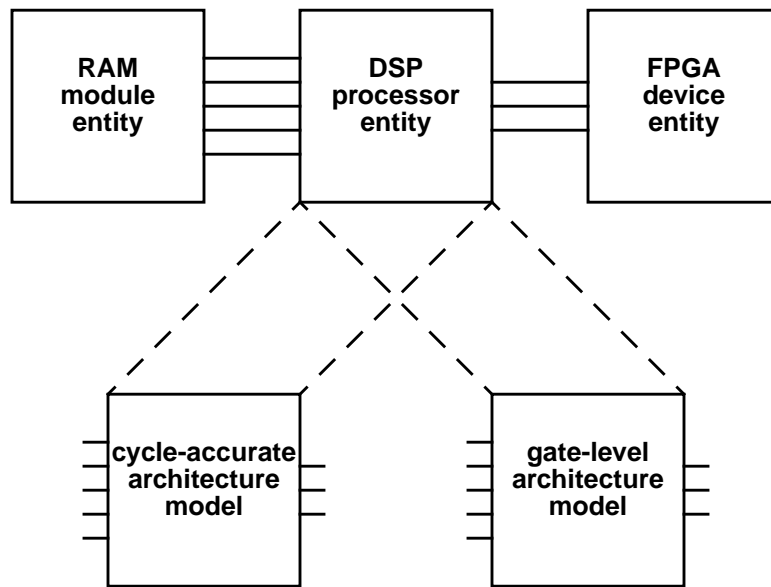 RAM
module
entity
DSP
processor
entity
FPGA
device
entity
cycle-accurate
architecture
model
gate-level
architecture
model